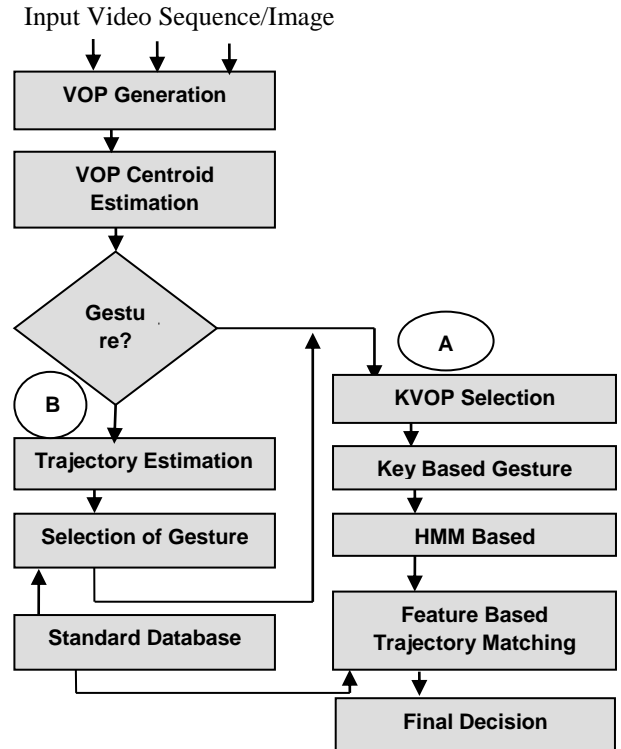 Input Video Sequence/Image
VOP Generation
VOP Centroid
Estimation
Gestu
re?
A
B
KVOP Selection
Trajectory Estimation
Key Based Gesture
Selection of Gesture
HMM Based
Standard Database
Feature Based
Trajectory Matching
Final Decision